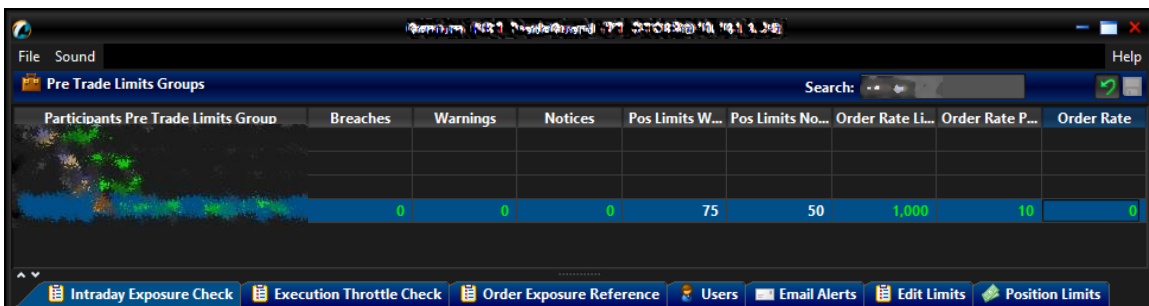 File Sound Help
Pre Trade Limits Groups Search:
Participants Pre Trade Limits Group Breaches Warnings Notices Pos Limits W... Pos Limits No... Order Rate Li... Order Rate P... Order Rate
0 0 0 75 50 1,000 10 0
Intraday Exposure Check Execution Throttle Check Order Exposure Reference Users Email Alerts Edit Limits Position Limits